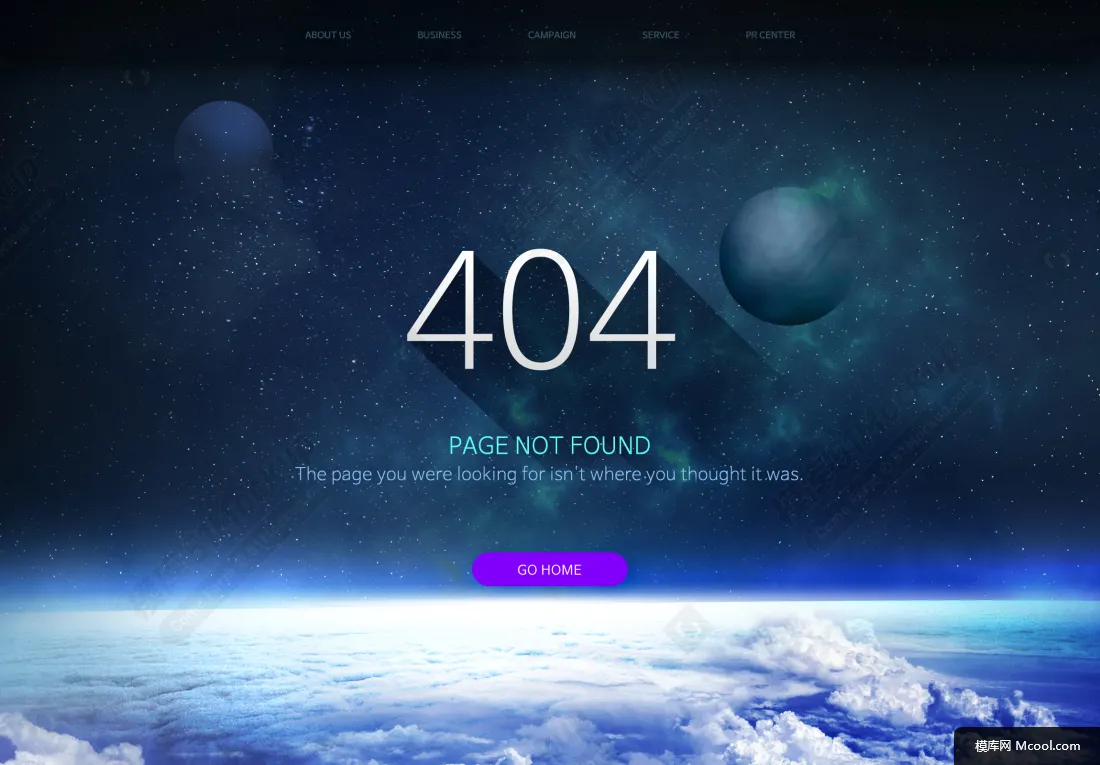 ABOUT US
BUSINESS
CAMPAIGN
SERVICE
PR CENTER
404
PAGE NOT FOUND
The page you were looking for isn't where you thought it was.
GO HOME
模库网 Mcool.com